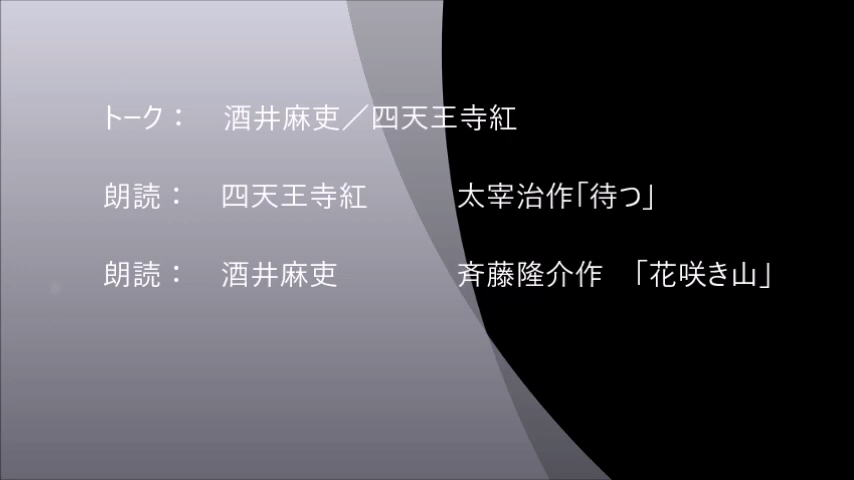 トーク： 酒井麻吏／四天王寺紅
朗読： 四天王寺紅 太宰治作「待つ」
朗読： 酒井麻吏 斉藤隆介作 「花咲き山」